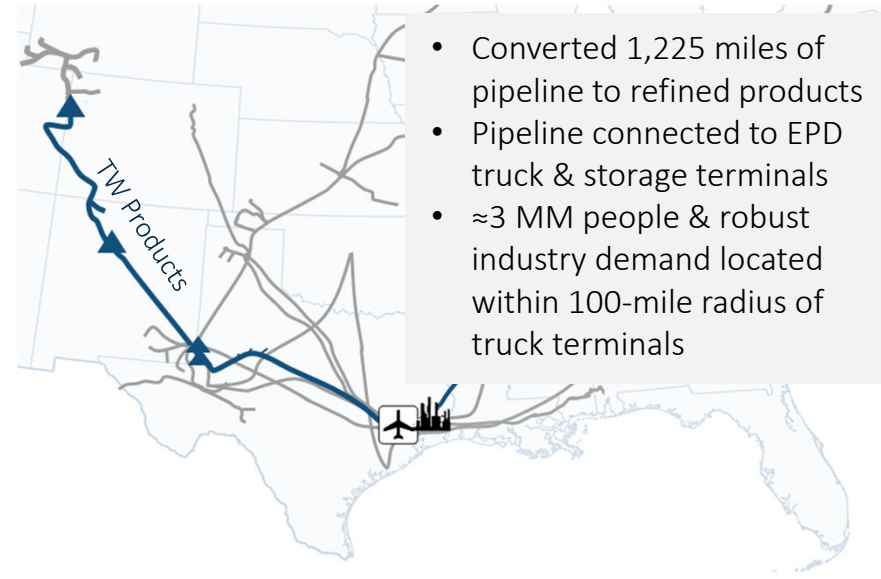 • Converted 1,225 miles of
pipeline to refined products
• Pipeline connected to EPD
truck & storage terminals
• ≈3 MM people & robust
industry demand located
within 100-mile radius of
truck terminals
TW Products